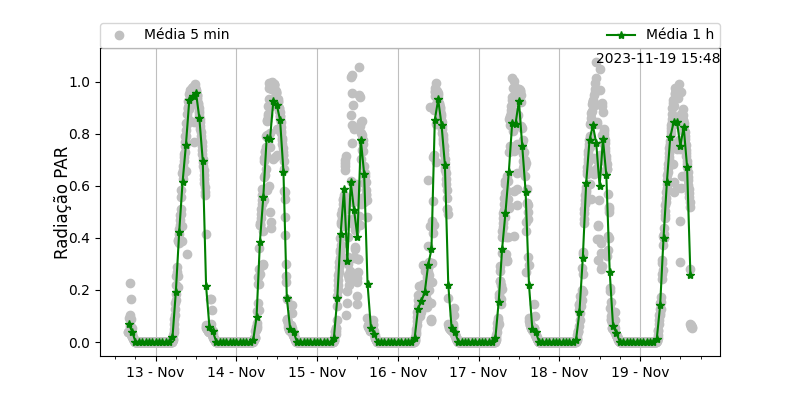 Média 5 min
Média 1 h
2023-11-19 15:48
Radiação PAR
1.0
0.8
0.6
0.4
0.2
0.0
13 - Nov
14 - Nov
15 - Nov
16 - Nov
17 - Nov
18 - Nov
19 - Nov